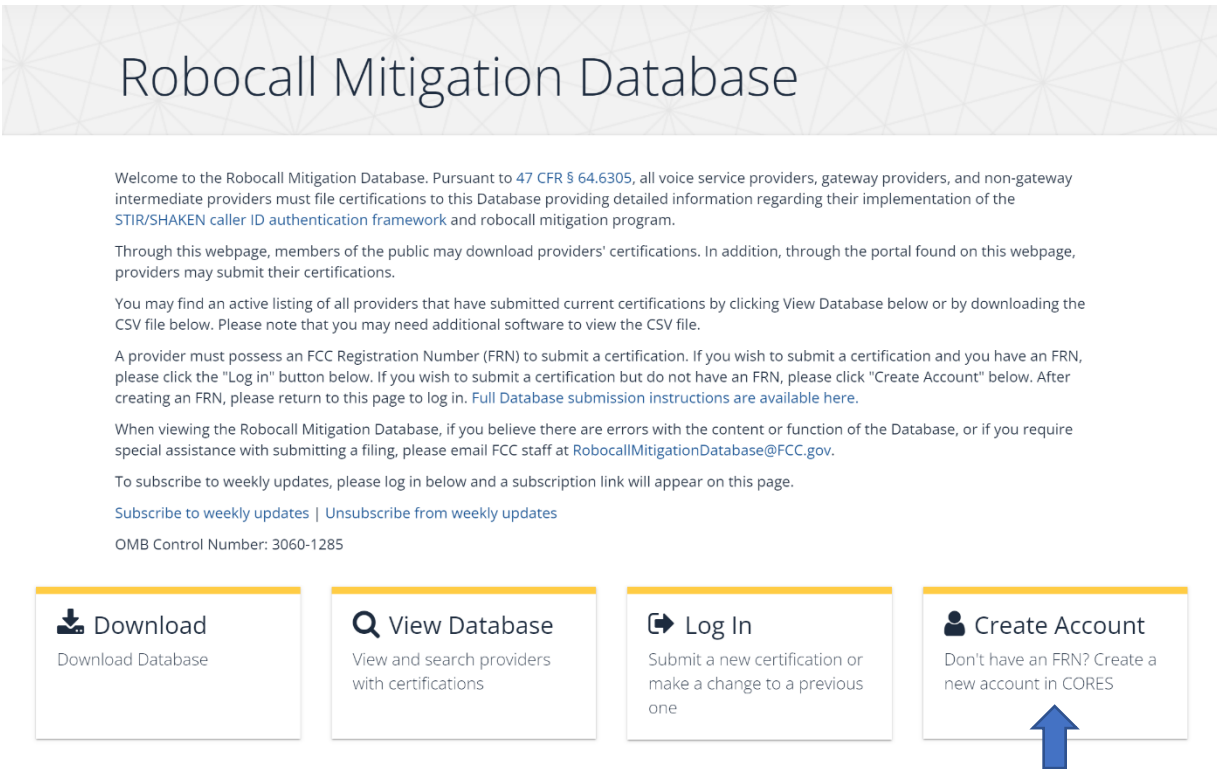 Robocall Mitigation Database
Welcome to the Robocall Mitigation Database. Pursuant to 47 CFR § 64.6305, all voice service providers, gateway providers, and non-gateway
intermediate providers must file certifications to this Database providing detailed information regarding their implementation of the
STIR/SHAKEN caller ID authentication framework and robocall mitigation program.
Through this webpage, members of the public may download providers' certifications. In addition, through the portal found on this webpage,
providers may submit their certifications.
You may find an active listing of all providers that have submitted current certifications by clicking View Database below or by downloading the
CSV file below. Please note that you may need additional software to view the CSV file.
A provider must possess an FCC Registration Number (FRN) to submit a certification. If you wish to submit a certification and you have an FRN,
please click the "Log in" button below. If you wish to submit a certification but do not have an FRN, please click "Create Account" below. After
creating an FRN, please return to this page to log in. Full Database submission instructions are available here.
When viewing the Robocall Mitigation Database, if you believe there are errors with the content or function of the Database, or if you require
special assistance with submitting a filing, please email FCC staff at RobocallMitigationDatabase@FCC.gov.
To subscribe to weekly updates, please log in below and a subscription link will appear on this page.
Subscribe to weekly updates | Unsubscribe from weekly updates
OMB Control Number: 3060-1285
Download
Download Database
View Database
View and search providers
with certifications
Log In
Submit a new certification or
make a change to a previous
one
Create Account
Don't have an FRN? Create a
new account in CORES